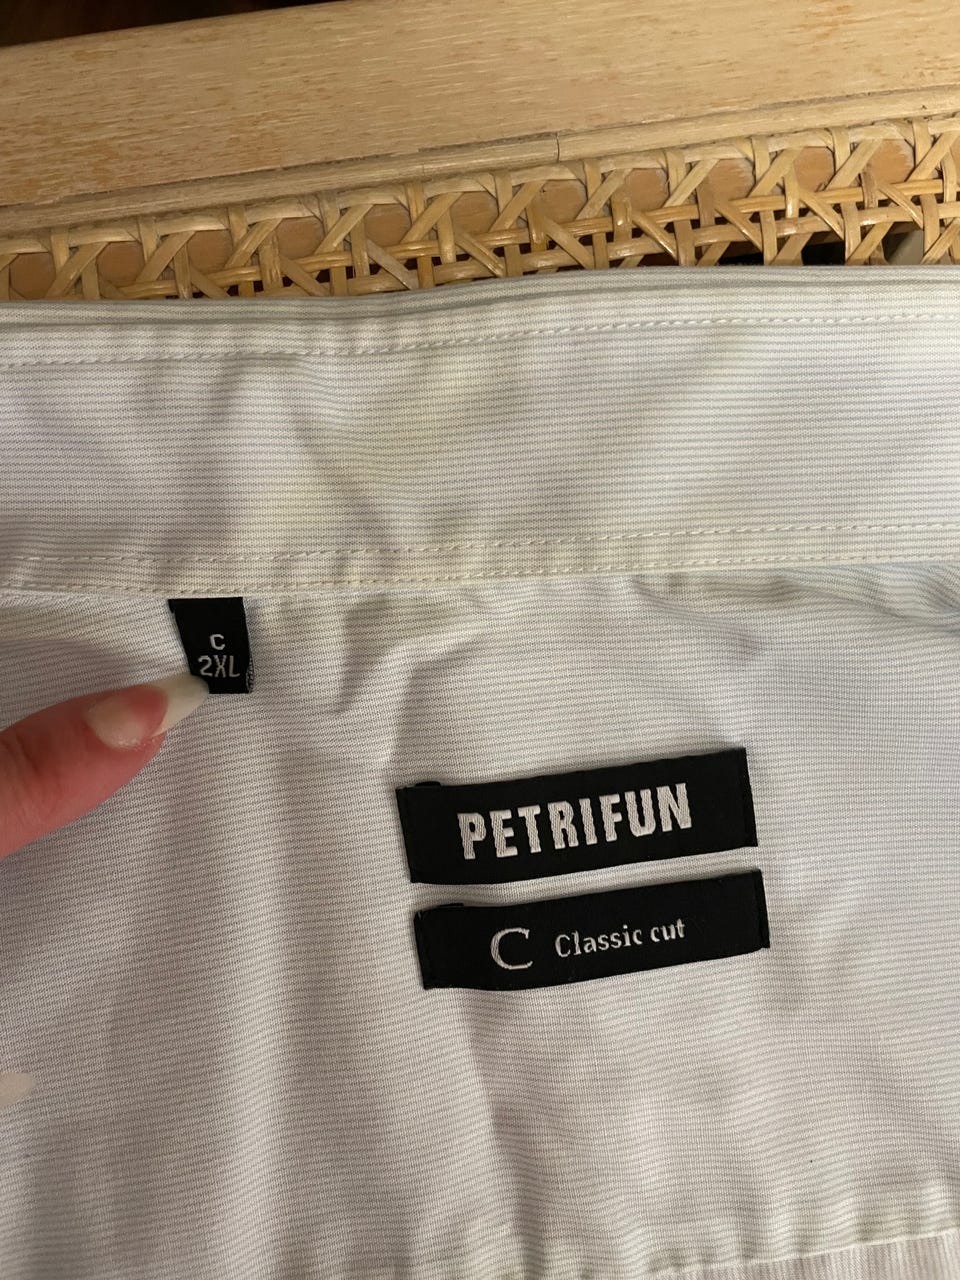 C
2XL
PETRIFUN
C Classic cut